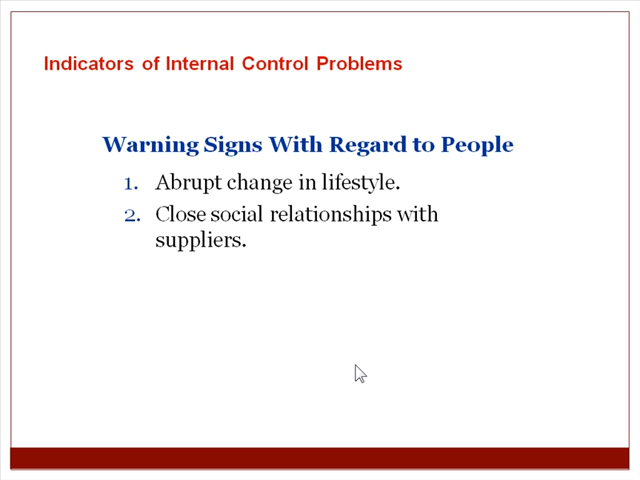 Indicators of Internal Control Problems
Warning Signs With Regard to People
1. Abrupt change in lifestyle.
2. Close social relationships with
suppliers.